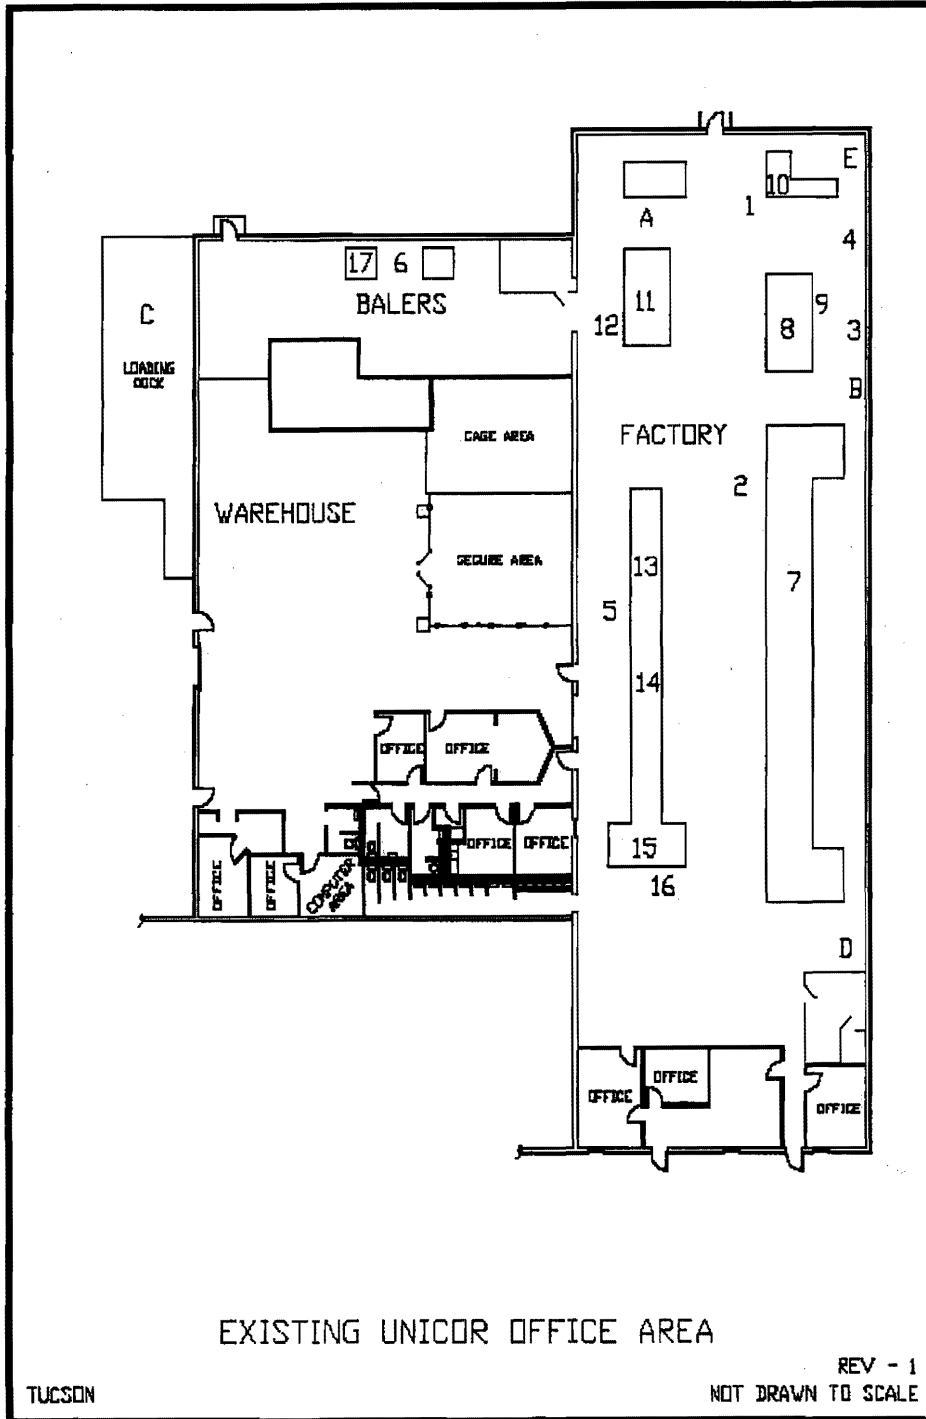 E
10
1
A
4
17 6
BALERS
11
9
12
8
3
C
LOADING
DOCK
B
FACTORY
CAGE AREA
2
WAREHOUSE
SECURE AREA
13
7
5
14
OFFICE
OFFICE
OFFICE
OFFICE
15
OFFICE
OFFICE
COMPUTER
AREA
16
D
OFFICE
OFFICE
OFFICE
EXISTING UNICOR OFFICE AREA
REV - 1
TUCSON
NOT DRAWN TO SCALE